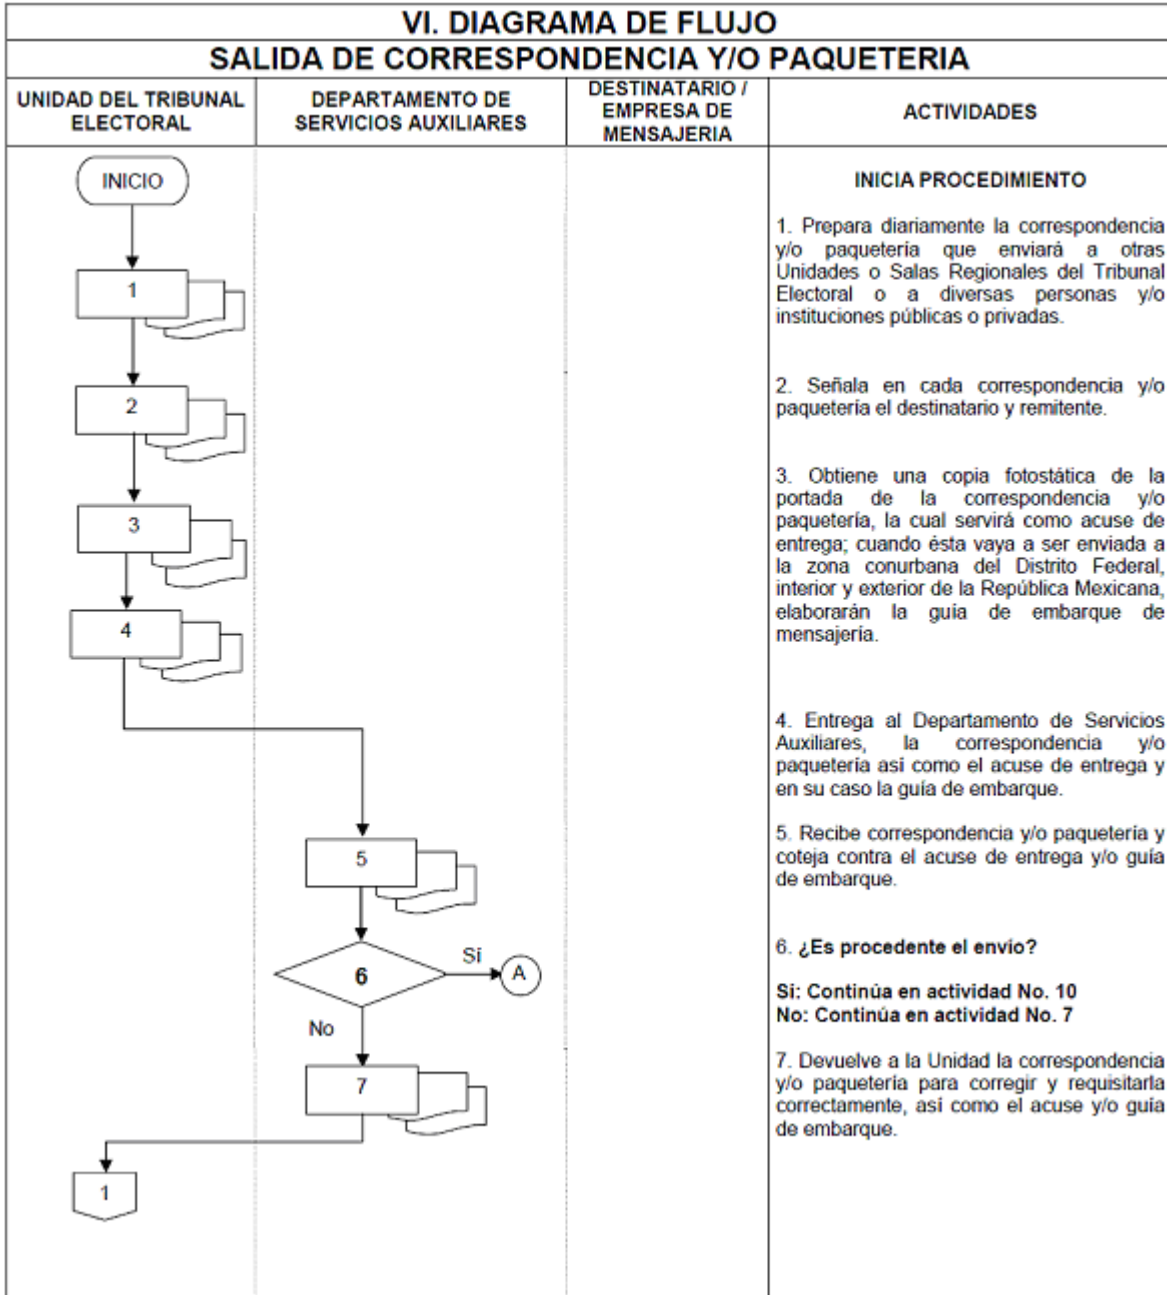 VI. DIAGRAMA DE FLUJO
SALIDA DE CORRESPONDENCIA Y/O PAQUETERIA
UNIDAD DEL TRIBUNAL
ELECTORAL
DEPARTAMENTO DE
SERVICIOS AUXILIARES
DESTINATARIO /
EMPRESA DE
MENSAJERIA
ACTIVIDADES
INICIO
1
2
3
4
5
6
Sí
A
No
7
1
INICIA PROCEDIMIENTO
1. Prepara diariamente la correspondencia
y/o paquetería que enviará a otras
Unidades o Salas Regionales del Tribunal
Electoral o a diversas personas y/o
instituciones públicas o privadas.
2. Señala en cada correspondencia y/o
paquetería el destinatario y remitente.
3. Obtiene una copia fotostática de la
portada de la correspondencia y/o
paquetería, la cual servirá como acuse de
entrega; cuando ésta vaya a ser enviada a
la zona conurbana del Distrito Federal,
interior y exterior de la República Mexicana,
elaborarán la guía de embarque de
mensajería.
4. Entrega al Departamento de Servicios
Auxiliares, la correspondencia y/o
paquetería así como el acuse de entrega y
en su caso la guía de embarque.
5. Recibe correspondencia y/o paquetería y
coteja contra el acuse de entrega y/o guía
de embarque.
6. ¿Es procedente el envío?
Sí: Continúa en actividad No. 10
No: Continúa en actividad No. 7
7. Devuelve a la Unidad la correspondencia
y/o paquetería para corregir y requisitarla
correctamente, así como el acuse y/o guía
de embarque.